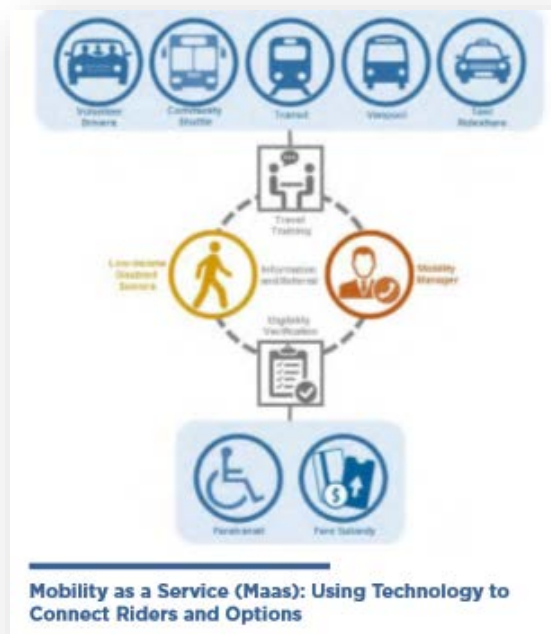 Volunteer
Drivers
Community
Shuttle
Transit
Vanpool
Taxi
Rideshare
Travel
Training
Low-Income
Disabled
Seniors
Information
and Referral
Mobility
Manager
Eligibility
Verification
$
Paratransit
Fare Subsidy
Mobility as a Service (Maas): Using Technology to
Connect Riders and Options